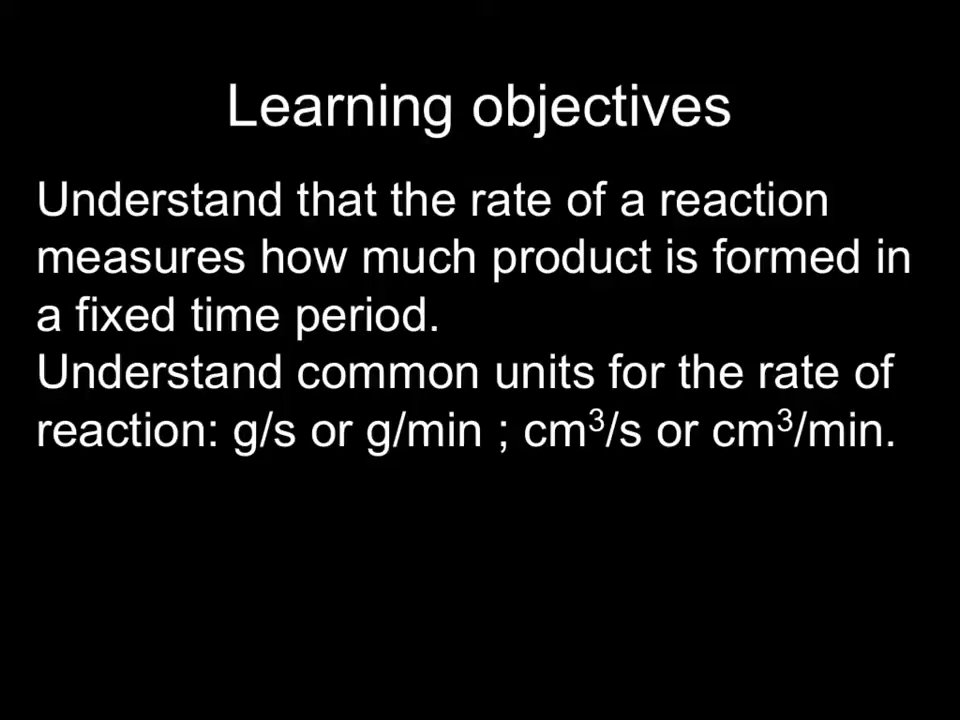 Learning objectives
Understand that the rate of a reaction
measures how much product is formed in
a fixed time period.
Understand common units for the rate of
reaction: g/s or g/min ; cm³/s or cm³/min.